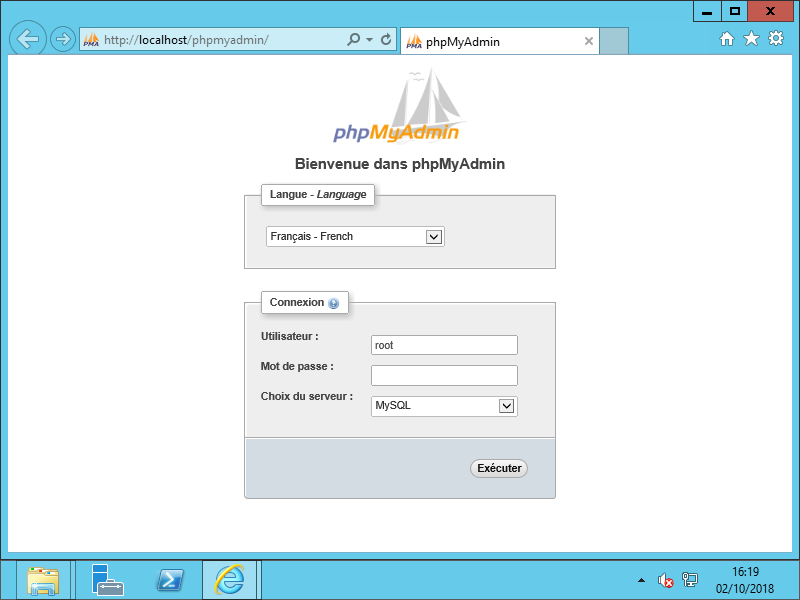 http://localhost/phpmyadmin/
phpMyAdmin
phpMyAdmin
Bienvenue dans phpMyAdmin
Langue - Language
Français - French
Connexion
Utilisateur :
root
Mot de passe :
Choix du serveur :
MySQL
Exécuter
16:19
02/10/2018